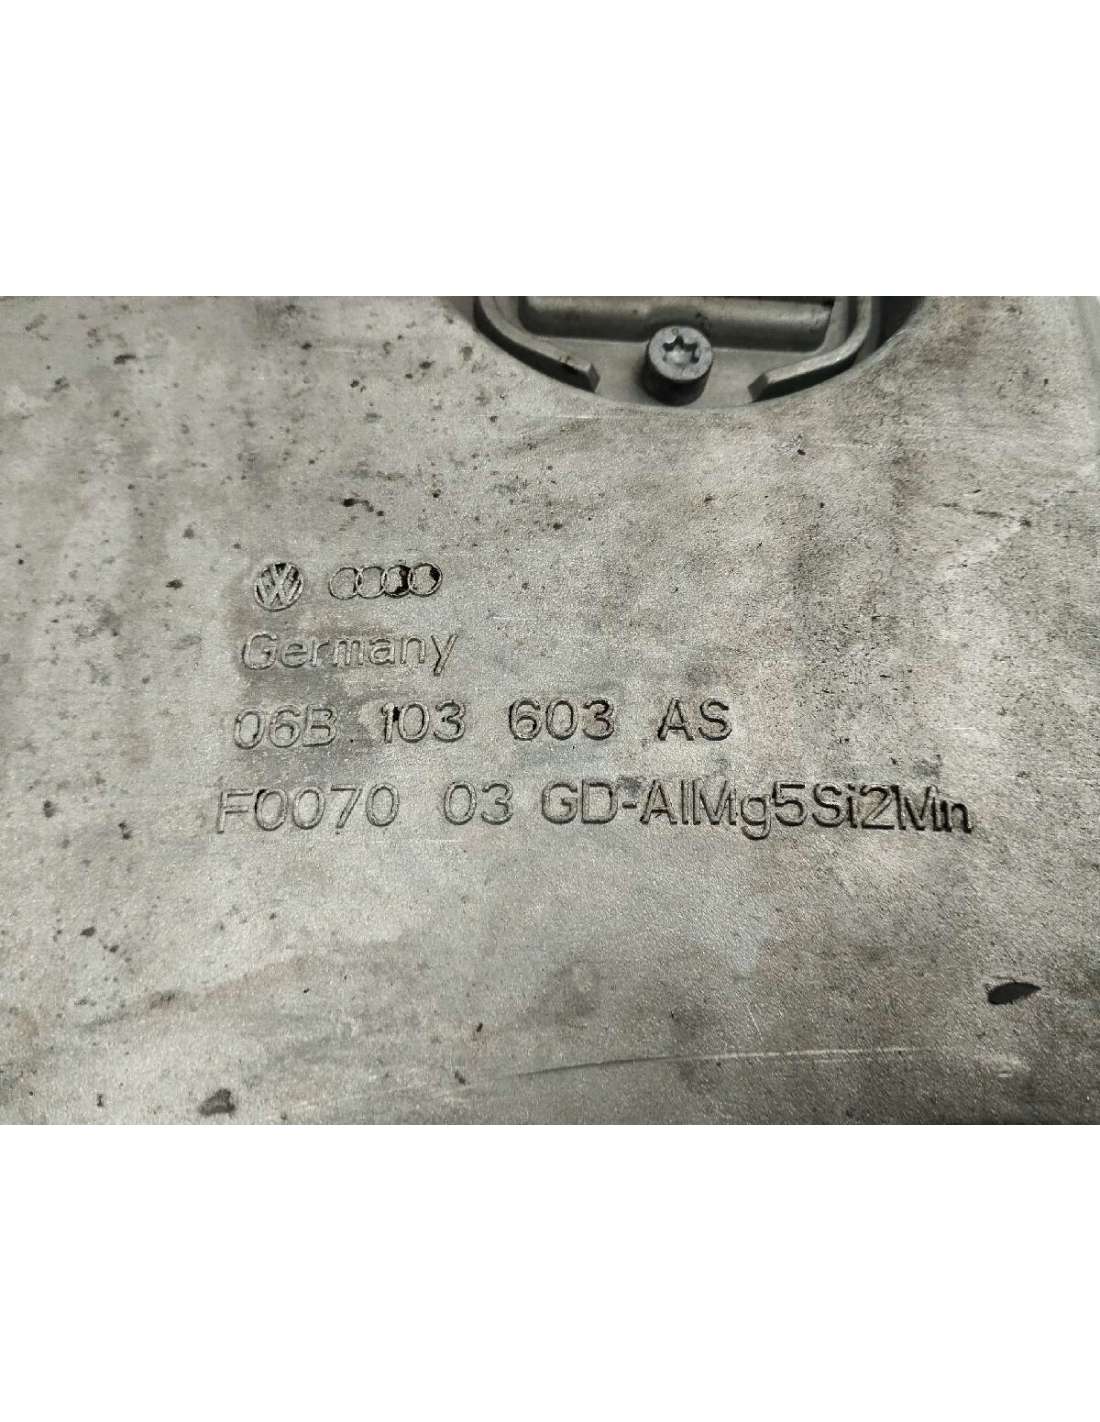 Germany
06B 103 603 AS
F0070 03 GD-AlMg5Si2Mn